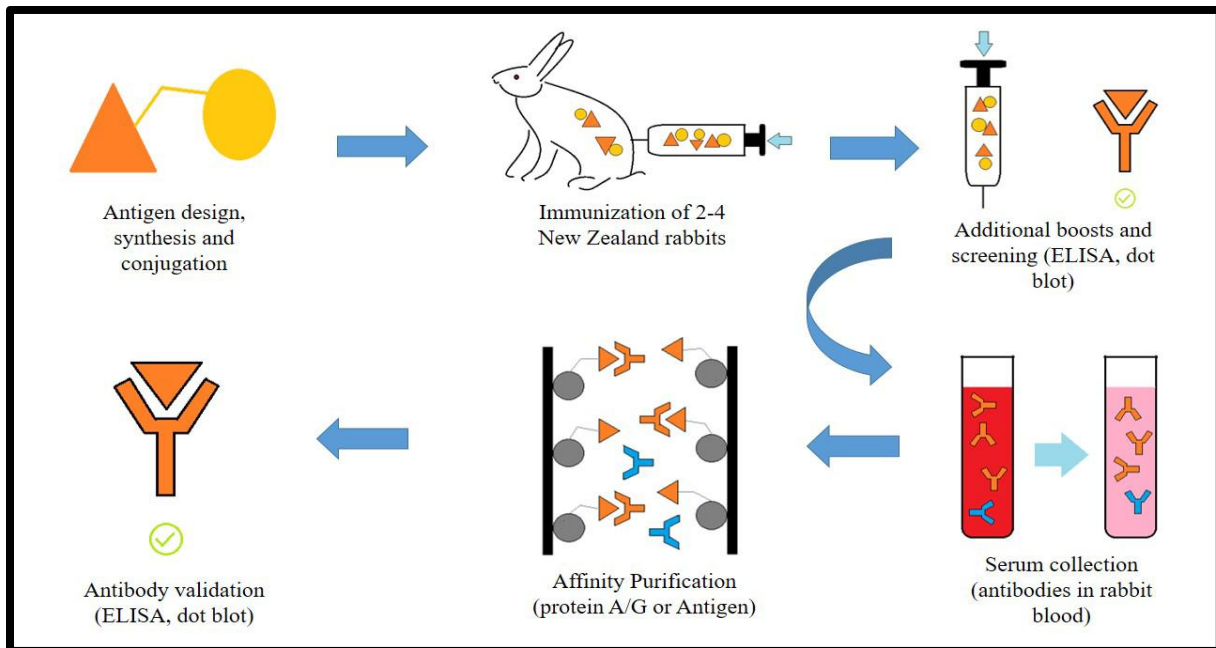 Antigen design,
synthesis and
conjugation
Immunization of 2-4
New Zealand rabbits
Additional boosts and
screening (ELISA, dot
blot)
Antibody validation
(ELISA, dot blot)
Affinity Purification
(protein A/G or Antigen)
Serum collection
(antibodies in rabbit
blood)